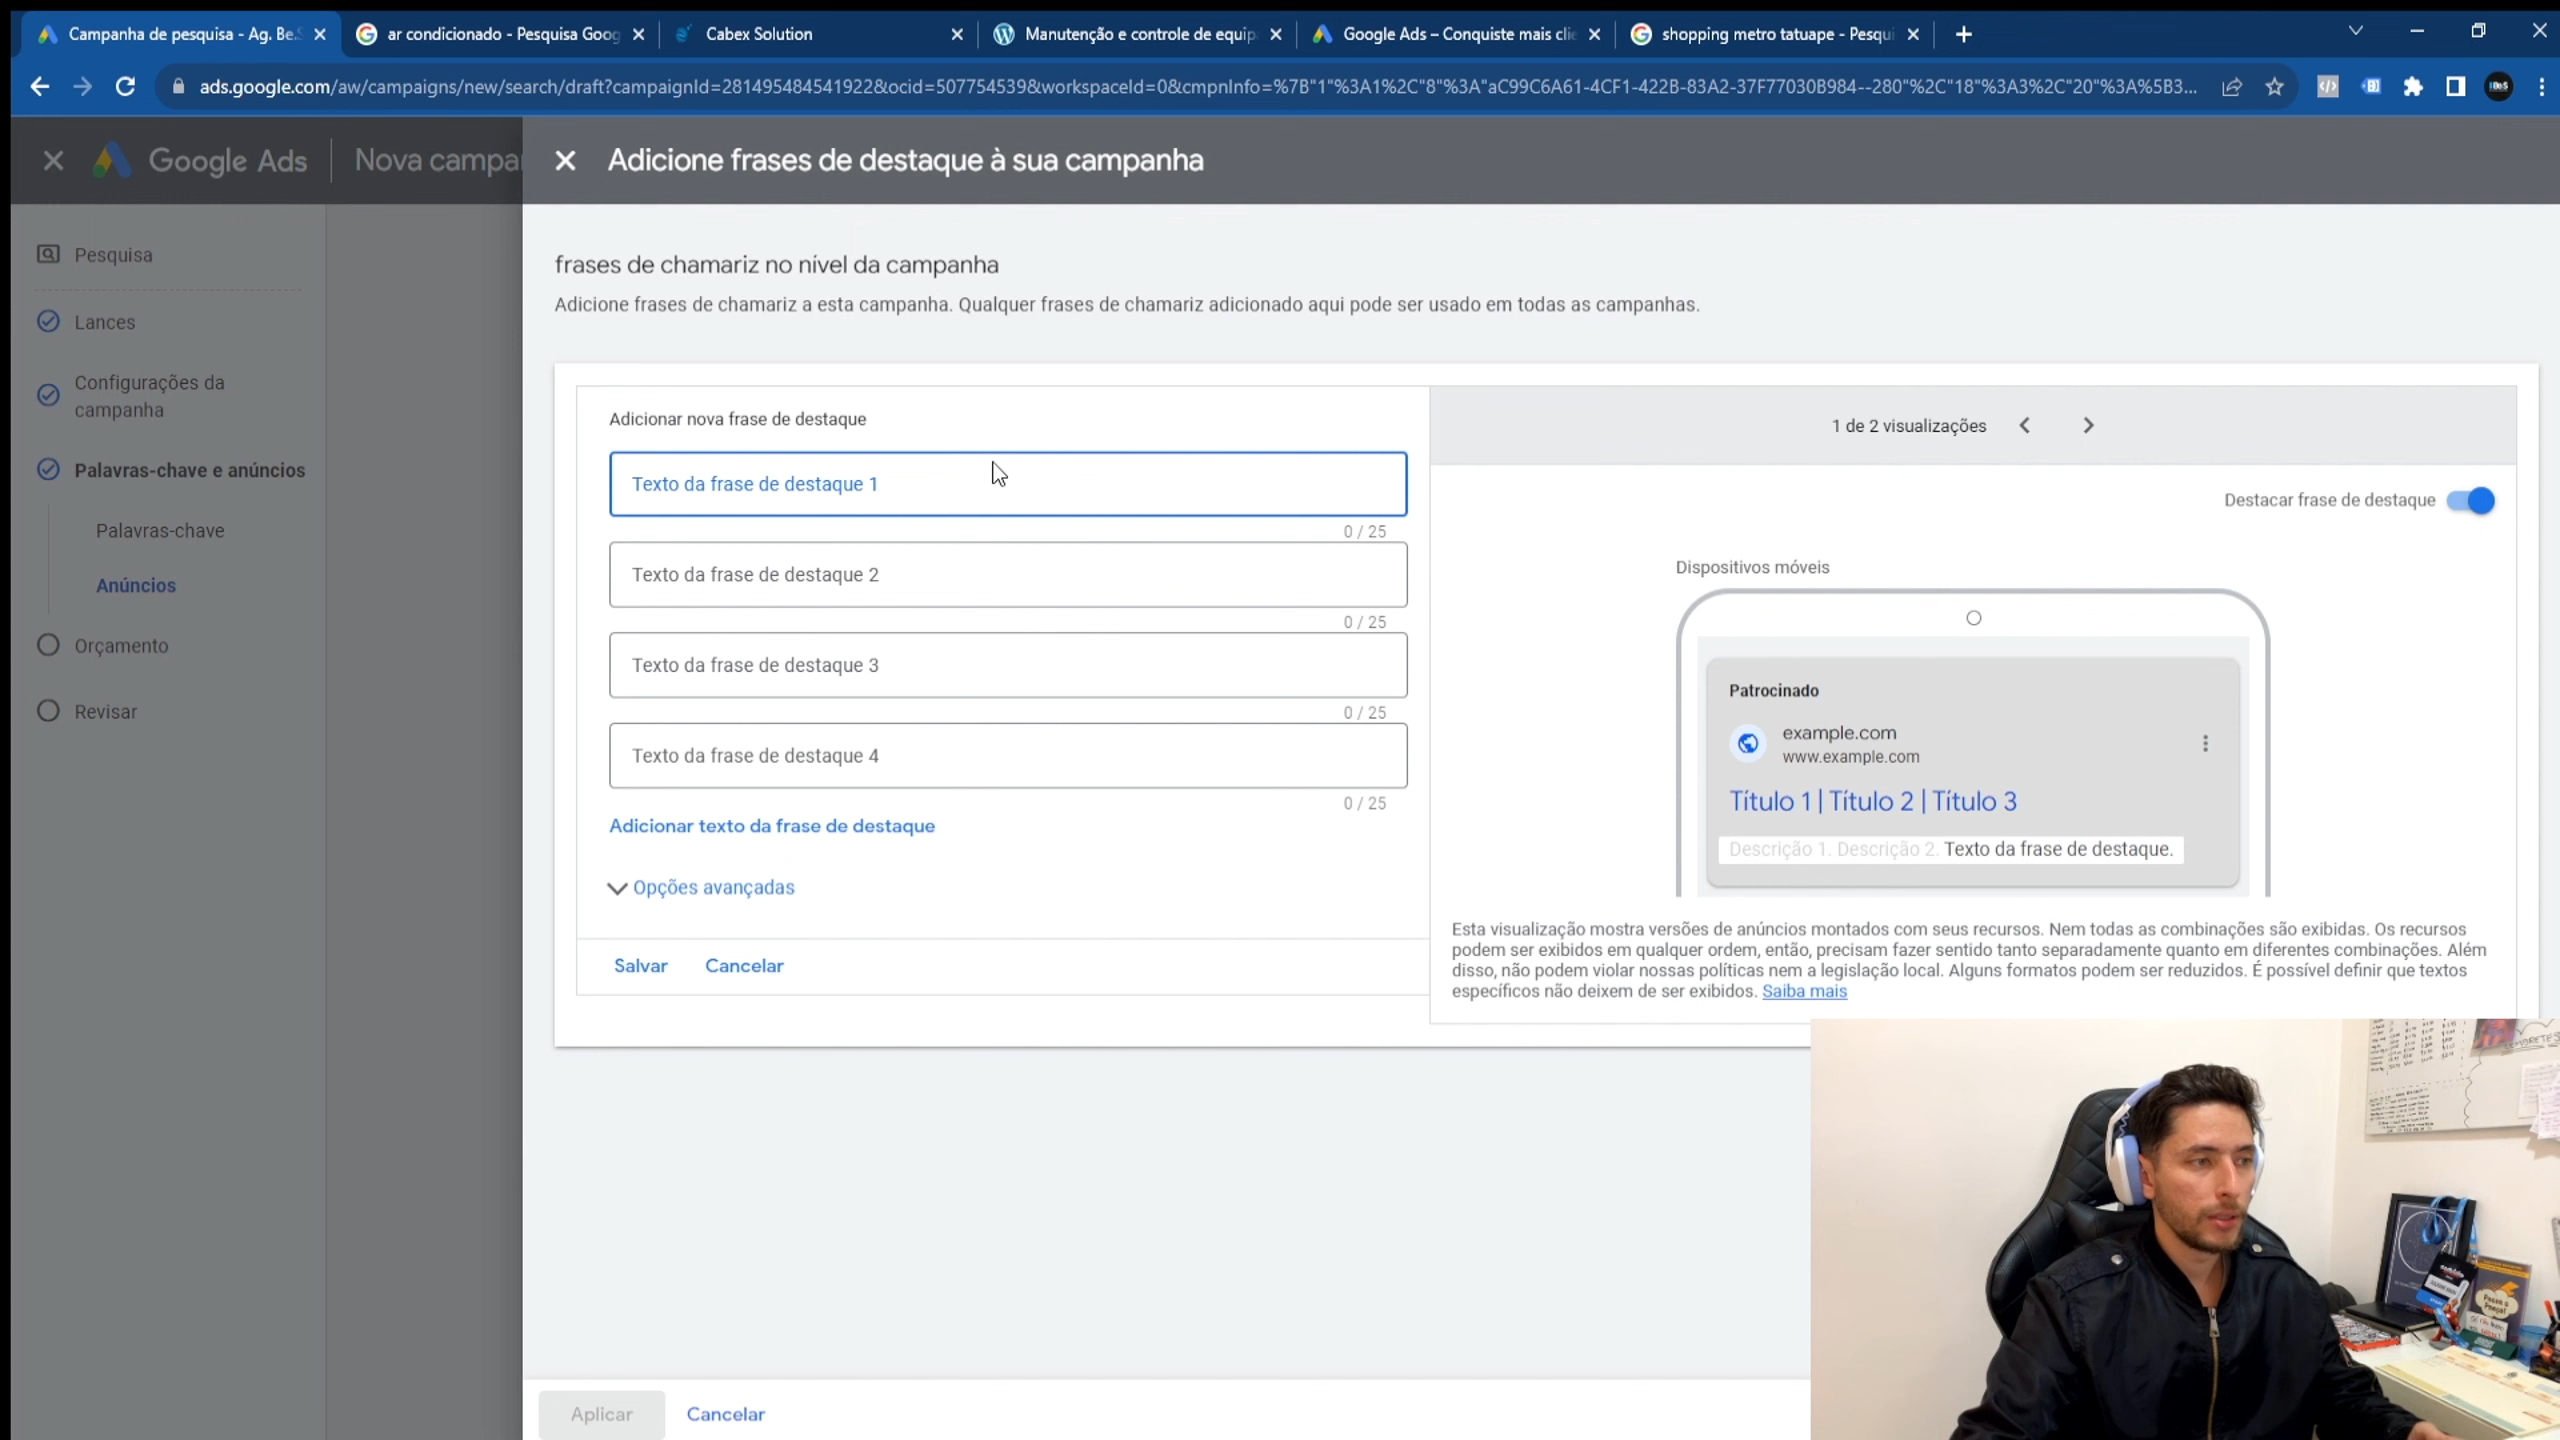 Campanha de pesquisa - Ag. Be.S
ar condicionado - Pesquisa Goog
Cabex Solution
Manutenção e controle de equip
Google Ads – Conquiste mais clie
shopping metro tatuape - Pesqui
ads.google.com/aw/campaigns/new/search/draft?campaignId=281495484541922&ocid=507754539&workspaceId=0&cmpnInfo=%7B"1"%3A1%2C"8"%3A"aC99C6A61-4CF1-422B-83A2-37F77030B984--280"%2C"18"%3A3%2C"20"%3A%5B3...
Google Ads
Nova campa
Adicione frases de destaque à sua campanha
Pesquisa
Lances
Configurações da
campanha
Palavras-chave e anúncios
Palavras-chave
Anúncios
Orçamento
Revisar
frases de chamariz no nível da campanha
Adicione frases de chamariz a esta campanha. Qualquer frases de chamariz adicionado aqui pode ser usado em todas as campanhas.
Adicionar nova frase de destaque
Texto da frase de destaque 1
0 / 25
Texto da frase de destaque 2
0 / 25
Texto da frase de destaque 3
0 / 25
Texto da frase de destaque 4
0 / 25
Adicionar texto da frase de destaque
Opções avançadas
Salvar
Cancelar
1 de 2 visualizações
Destacar frase de destaque
Dispositivos móveis
Patrocinado
example.com
www.example.com
Título 1 | Título 2 | Título 3
Descrição 1. Descrição 2. Texto da frase de destaque.
Esta visualização mostra versões de anúncios montados com seus recursos. Nem todas as combinações são exibidas. Os recursos
podem ser exibidos em qualquer ordem, então, precisam fazer sentido tanto separadamente quanto em diferentes combinações. Além
disso, não podem violar nossas políticas nem a legislação local. Alguns formatos podem ser reduzidos. É possível definir que textos
específicos não deixem de ser exibidos. Saiba mais
Aplicar
Cancelar